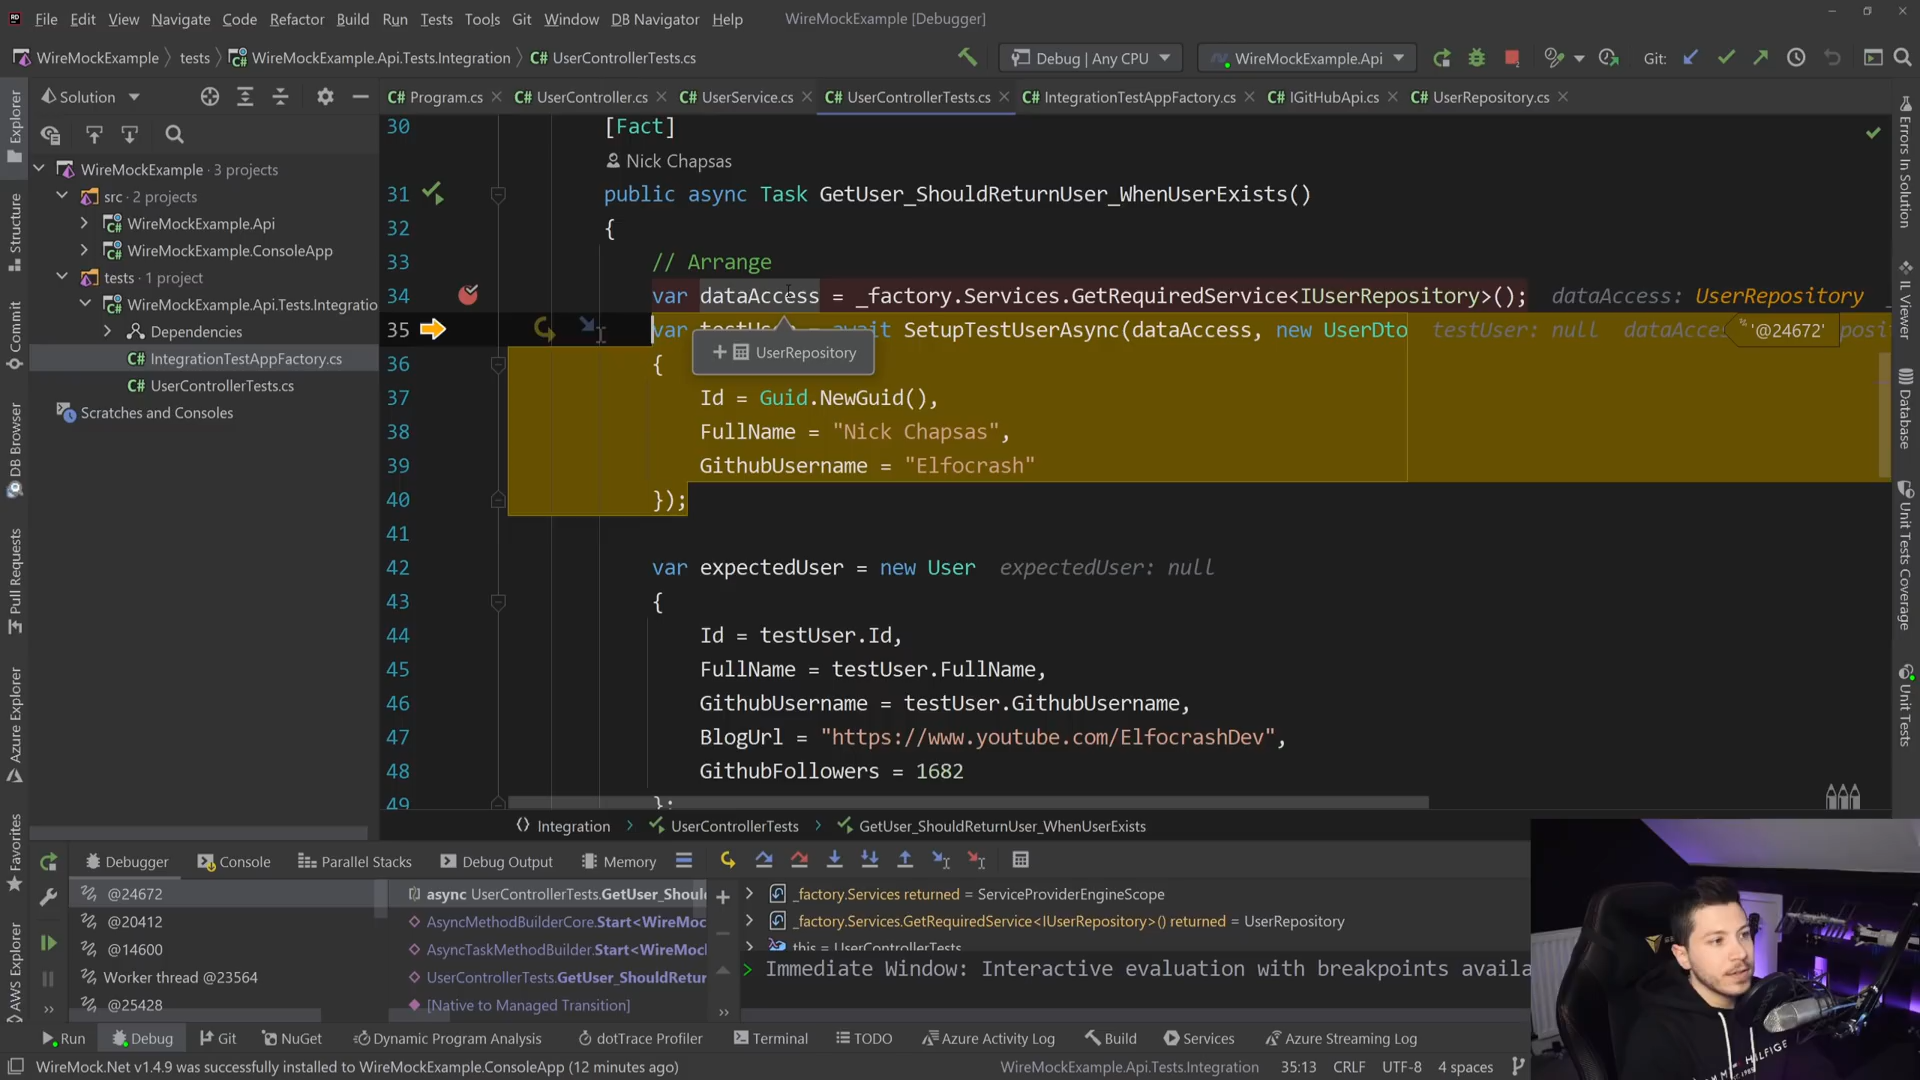 File Edit View Navigate Code Refactor Build Run Tests Tools Git Window DB Navigator Help WireMockExample [Debugger]
WireMockExample tests WireMockExample.Api.Tests.Integration C# UserControllerTests.cs Debug | Any CPU WireMockExample.Api Git:
Solution
C# Program.cs C# UserController.cs C# UserService.cs C# UserControllerTests.cs C# IntegrationTestAppFactory.cs C# IGitHubApi.cs C# UserRepository.cs
WireMockExample · 3 projects
src · 2 projects
WireMockExample.Api
WireMockExample.ConsoleApp
tests · 1 project
WireMockExample.Api.Tests.Integratio
Dependencies
C# IntegrationTestAppFactory.cs
C# UserControllerTests.cs
Scratches and Consoles
Explorer
Structure
Commit
DB Browser
Pull Requests
Azure Explorer
Favorites
AWS Explorer
30 [Fact]
Nick Chapsas
31 public async Task GetUser_ShouldReturnUser_WhenUserExists()
32 {
33 // Arrange
34 var dataAccess = _factory.Services.GetRequiredService<IUserRepository>(); dataAccess: UserRepository
35 var await SetupTestUserAsync(dataAccess, new UserDto testUser: null '@24672'
UserRepository
36 {
37 Id = Guid.NewGuid(),
38 FullName = "Nick Chapsas",
39 GithubUsername = "Elfocrash"
40 });
41
42 var expectedUser = new User expectedUser: null
43 {
44 Id = testUser.Id,
45 FullName = testUser.FullName,
46 GithubUsername = testUser.GithubUsername,
47 BlogUrl = "https://www.youtube.com/ElfocrashDev",
48 GithubFollowers = 1682
49 };
Errors In Solution
IL Viewer
Database
Unit Tests Coverage
Unit Tests
Integration UserControllerTests GetUser_ShouldReturnUser_WhenUserExists
Debugger Console Parallel Stacks Debug Output Memory
@24672
@20412
@14600
Worker thread @23564
@25428
async UserControllerTests.GetUser_Should
AsyncMethodBuilderCore.Start<WireMoc
AsyncTaskMethodBuilder.Start<WireMoc
UserControllerTests.GetUser_ShouldRetur
[Native to Managed Transition]
_factory.Services returned = ServiceProviderEngineScope
_factory.Services.GetRequiredService<IUserRepository>() returned = UserRepository
this = UserControllerTests
> Immediate Window: Interactive evaluation with breakpoints availa
Run Debug Git NuGet Dynamic Program Analysis dotTrace Profiler Terminal TODO Azure Activity Log Build Services Azure Streaming Log
WireMock.Net v1.4.9 was successfully installed to WireMockExample.ConsoleApp (12 minutes ago) WireMockExample.Api.Tests.Integration 35:13 CRLF UTF-8 4 spaces